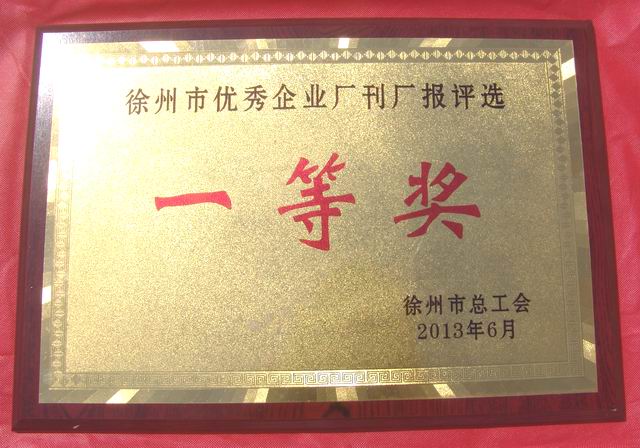 徐州市优秀企业厂刊厂报评选
一等奖
徐州市总工会
2013年6月